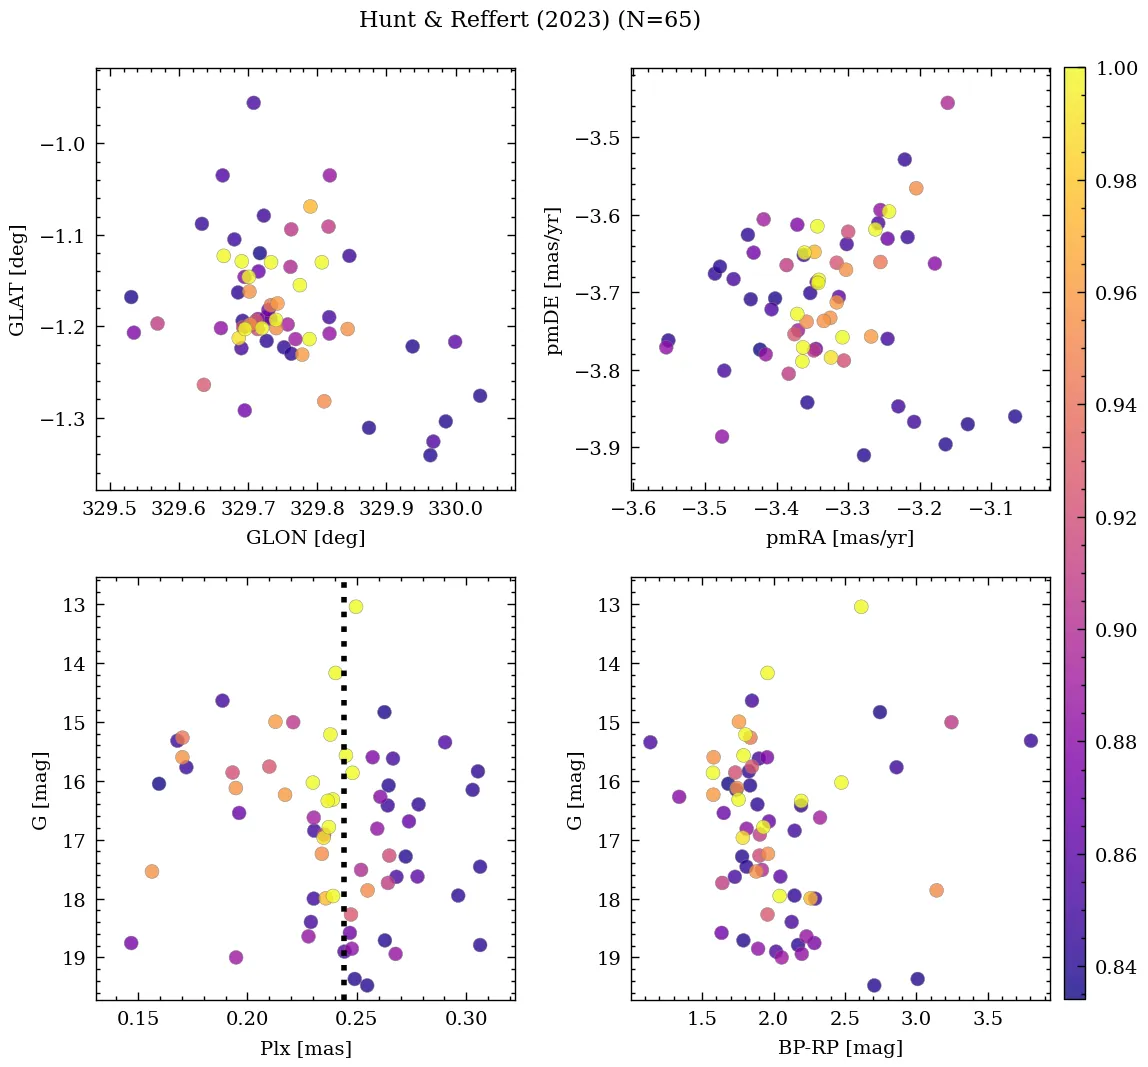 Hunt & Reffert (2023) (N=65)
GLAT [deg]
−1.0
−1.1
−1.2
−1.3
329.5 329.6 329.7 329.8 329.9 330.0
GLON [deg]
pmDE [mas/yr]
−3.5
−3.6
−3.7
−3.8
−3.9
−3.6 −3.5 −3.4 −3.3 −3.2 −3.1
pmRA [mas/yr]
G [mag]
13
14
15
16
17
18
19
0.15 0.20 0.25 0.30
Plx [mas]
G [mag]
13
14
15
16
17
18
19
1.5 2.0 2.5 3.0 3.5
BP-RP [mag]
1.00
0.98
0.96
0.94
0.92
0.90
0.88
0.86
0.84